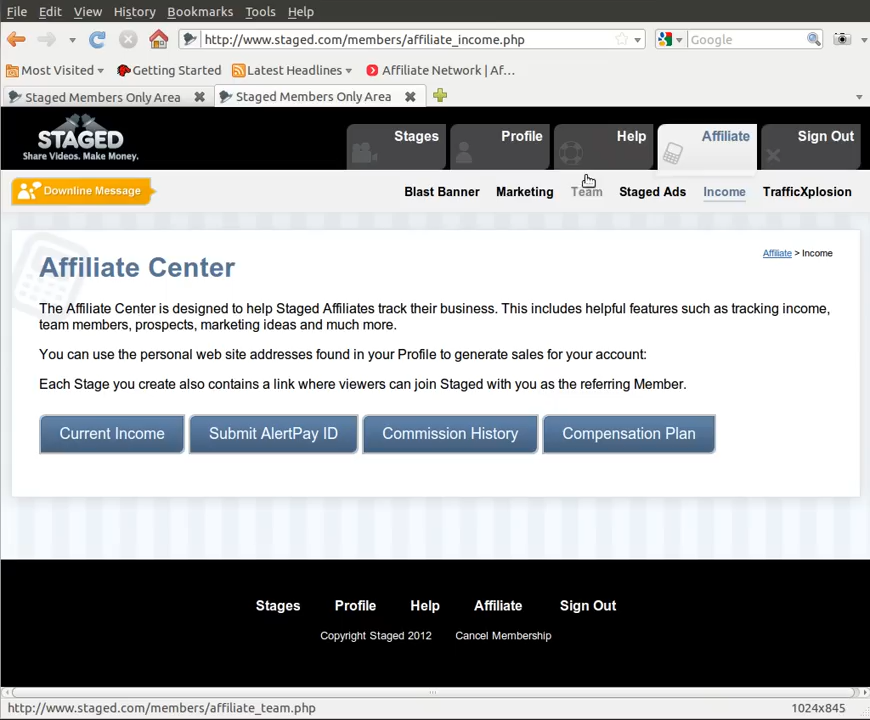 File Edit View History Bookmarks Tools Help
http://www.staged.com/members/affiliate_income.php
Google
Most Visited
Getting Started
Latest Headlines
Affiliate Network | Af...
Staged Members Only Area
Staged Members Only Area
STAGED
Share Videos. Make Money.
Stages
Profile
Help
Affiliate
Sign Out
Downline Message
Blast Banner
Marketing
Team
Staged Ads
Income
TrafficXplosion
Affiliate > Income
Affiliate Center
The Affiliate Center is designed to help Staged Affiliates track their business. This includes helpful features such as tracking income,
team members, prospects, marketing ideas and much more.
You can use the personal web site addresses found in your Profile to generate sales for your account:
Each Stage you create also contains a link where viewers can join Staged with you as the referring Member.
Current Income
Submit AlertPay ID
Commission History
Compensation Plan
Stages
Profile
Help
Affiliate
Sign Out
Copyright Staged 2012
Cancel Membership
http://www.staged.com/members/affiliate_team.php
1024x845